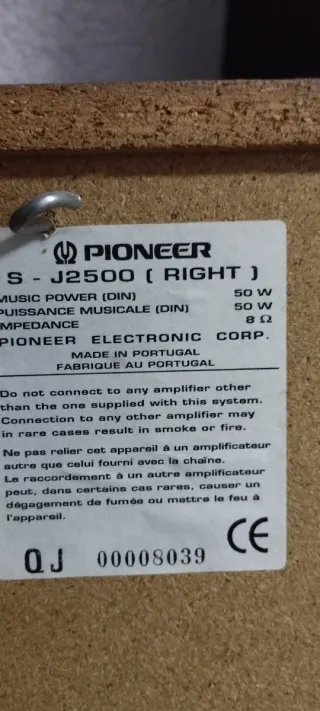 PIONEER
S - J2500 ( RIGHT )
MUSIC POWER (DIN) 50 W
PUISSANCE MUSICALE (DIN) 50 W
IMPEDANCE 8 Ω
PIONEER ELECTRONIC CORP.
MADE IN PORTUGAL
FABRIQUE AU PORTUGAL
Do not connect to any amplifier other
than the one supplied with this system.
Connection to any other amplifier may
in rare cases result in smoke or fire.
Ne pas relier cet appareil à un amplificateur
autre que celui fourni avec la chaîne.
Le raccordement à un autre amplificateur
peut, dans certains cas rares, causer un
dégagement de fumée ou mettre le feu à
l'appareil.
QJ 00008039 CE